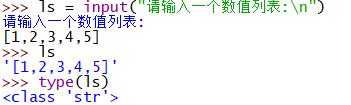 >>> ls = input("请输入一个数值列表:\n")
请输入一个数值列表:
[1,2,3,4,5]
>>> ls
'[1,2,3,4,5]'
>>> type(ls)
<class 'str'>